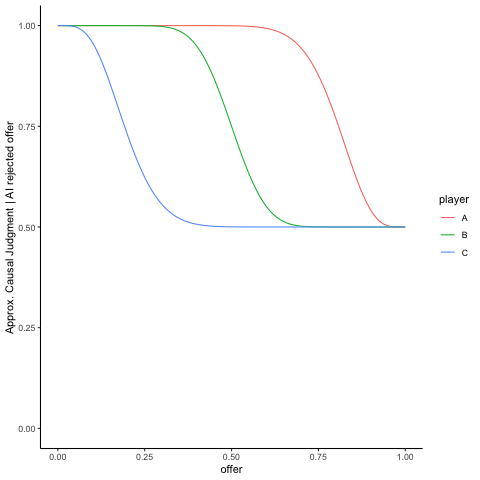 Approx. Causal Judgment | AI rejected offer
1.00
0.75
0.50
0.25
0.00
0.00 0.25 0.50 0.75 1.00
offer
player
A
B
C